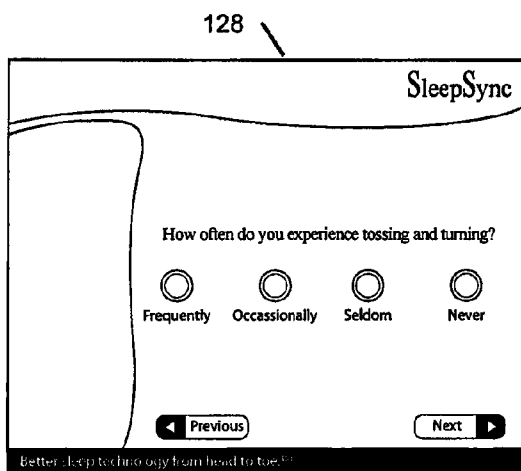 128
SleepSync
How often do you experience tossing and turning?
Frequently Occassionally Seldom Never
Previous Next
Better sleep technology from head to toe.